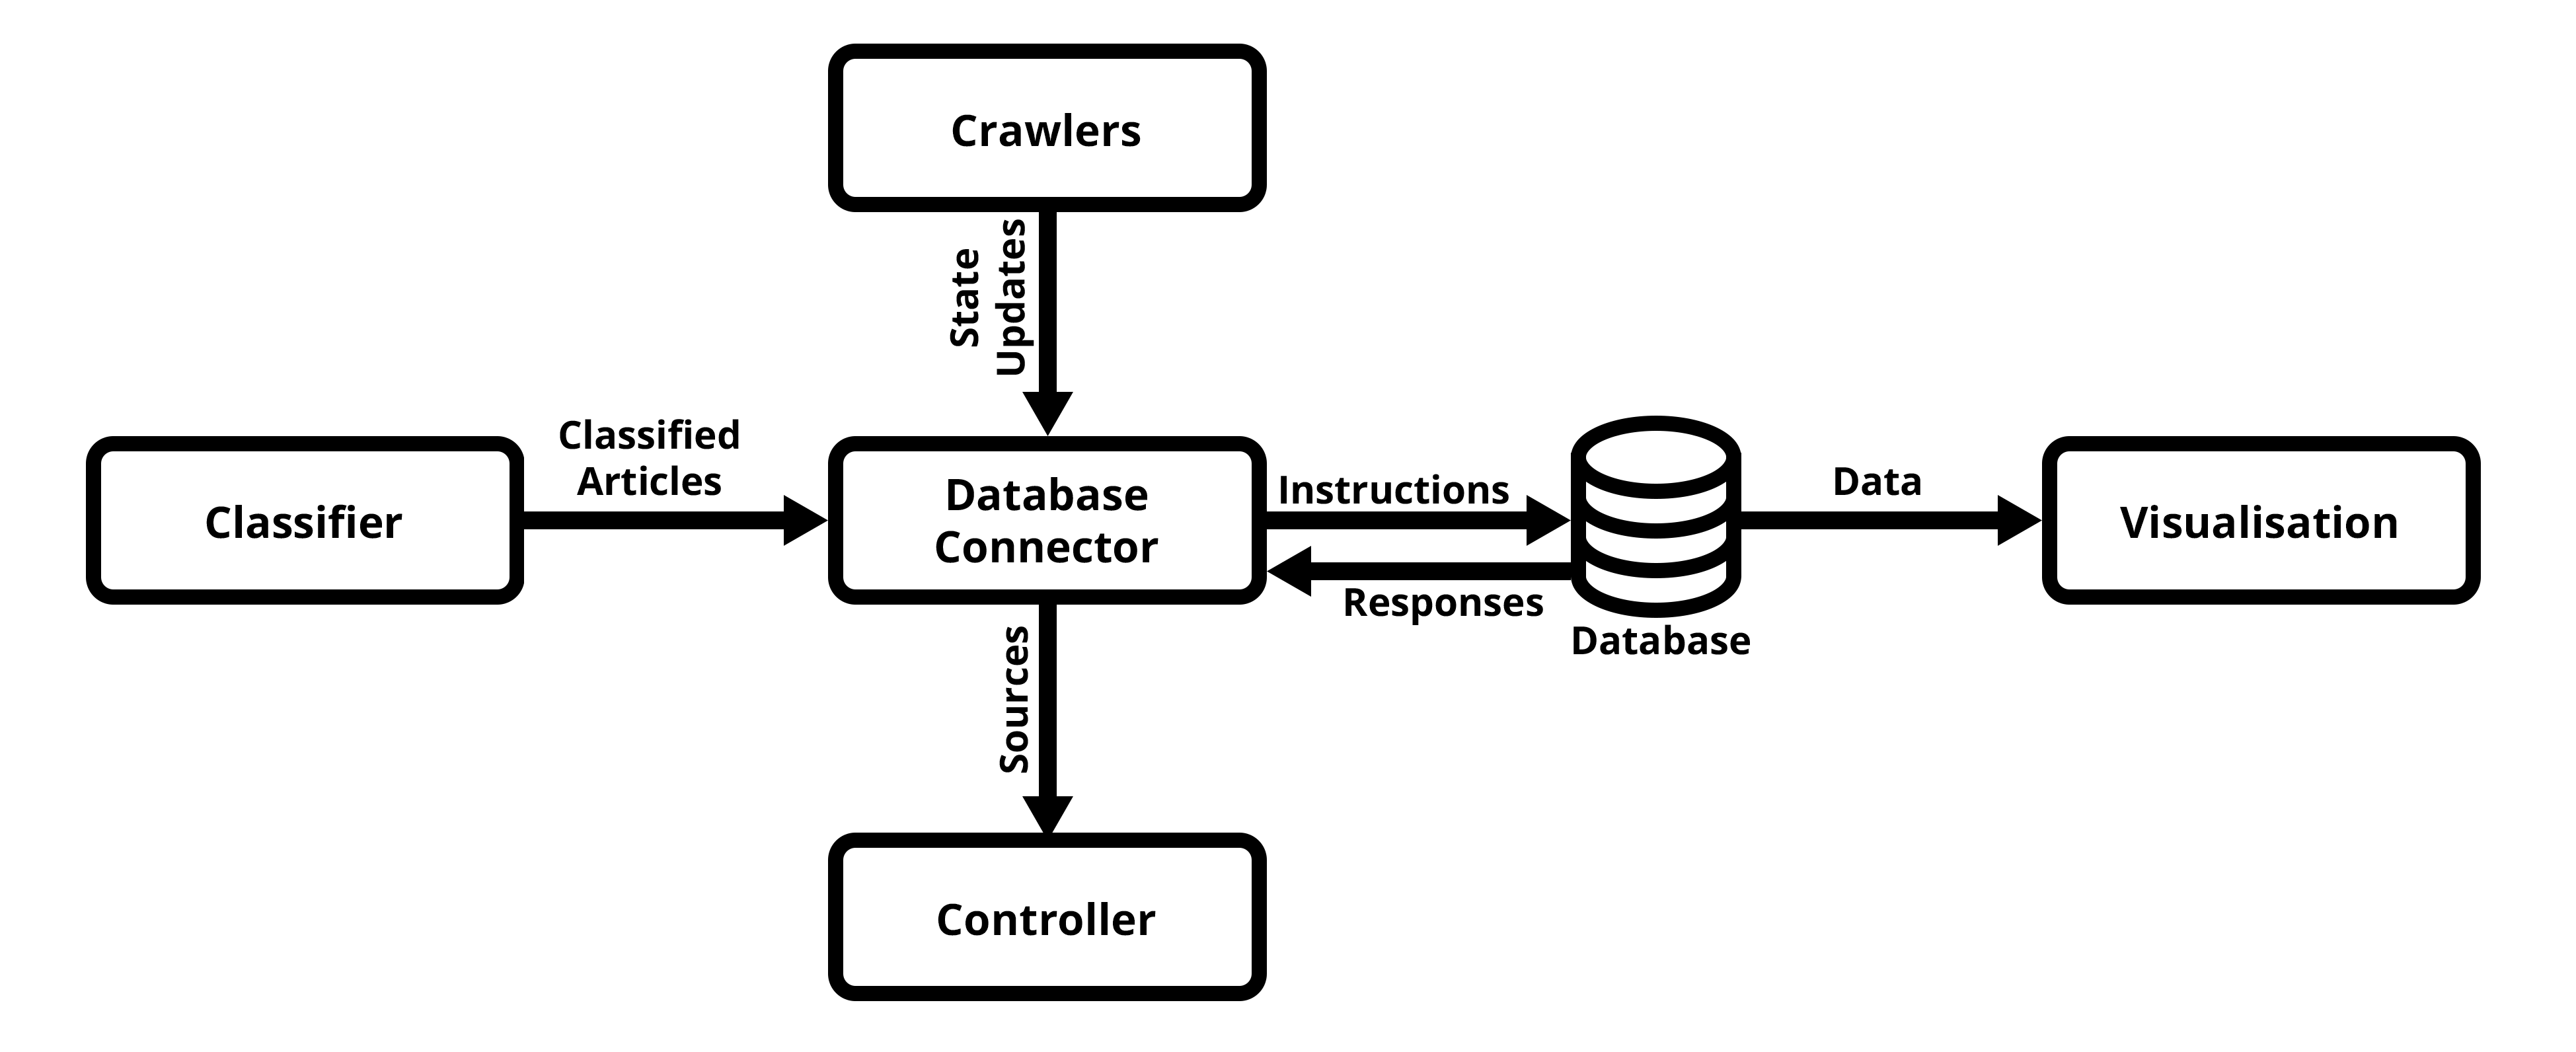 Crawlers
State
Updates
Classified
Articles
Classifier
Database
Connector
Instructions
Responses
Database
Data
Visualisation
Sources
Controller